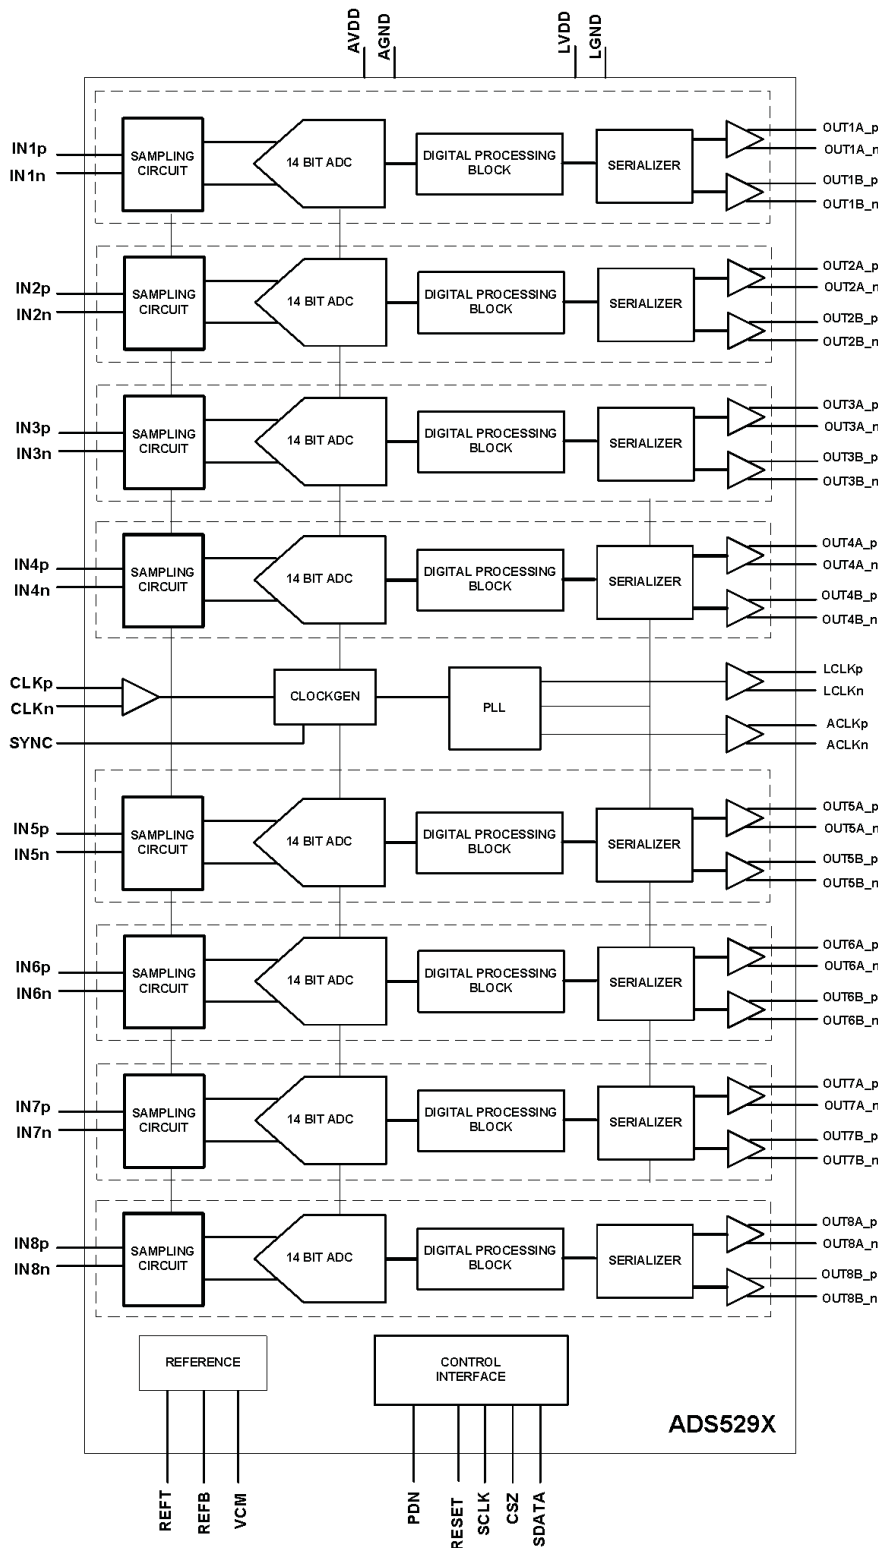 AVDD
AGND
LVDD
LGND
IN1p
IN1n
SAMPLING
CIRCUIT
14 BIT ADC
DIGITAL PROCESSING
BLOCK
SERIALIZER
OUT1A_p
OUT1A_n
OUT1B_p
OUT1B_n
IN2p
IN2n
SAMPLING
CIRCUIT
14 BIT ADC
DIGITAL PROCESSING
BLOCK
SERIALIZER
OUT2A_p
OUT2A_n
OUT2B_p
OUT2B_n
IN3p
IN3n
SAMPLING
CIRCUIT
14 BIT ADC
DIGITAL PROCESSING
BLOCK
SERIALIZER
OUT3A_p
OUT3A_n
OUT3B_p
OUT3B_n
IN4p
IN4n
SAMPLING
CIRCUIT
14 BIT ADC
DIGITAL PROCESSING
BLOCK
SERIALIZER
OUT4A_p
OUT4A_n
OUT4B_p
OUT4B_n
CLKp
CLKn
SYNC
CLOCKGEN
PLL
LCLKp
LCLKn
ACLKp
ACLKn
IN5p
IN5n
SAMPLING
CIRCUIT
14 BIT ADC
DIGITAL PROCESSING
BLOCK
SERIALIZER
OUT5A_p
OUT5A_n
OUT5B_p
OUT5B_n
IN6p
IN6n
SAMPLING
CIRCUIT
14 BIT ADC
DIGITAL PROCESSING
BLOCK
SERIALIZER
OUT6A_p
OUT6A_n
OUT6B_p
OUT6B_n
IN7p
IN7n
SAMPLING
CIRCUIT
14 BIT ADC
DIGITAL PROCESSING
BLOCK
SERIALIZER
OUT7A_p
OUT7A_n
OUT7B_p
OUT7B_n
IN8p
IN8n
SAMPLING
CIRCUIT
14 BIT ADC
DIGITAL PROCESSING
BLOCK
SERIALIZER
OUT8A_p
OUT8A_n
OUT8B_p
OUT8B_n
REFERENCE
CONTROL
INTERFACE
ADS529X
REFT
REFB
VCM
PDN
RESET
SCLK
CSZ
SDATA